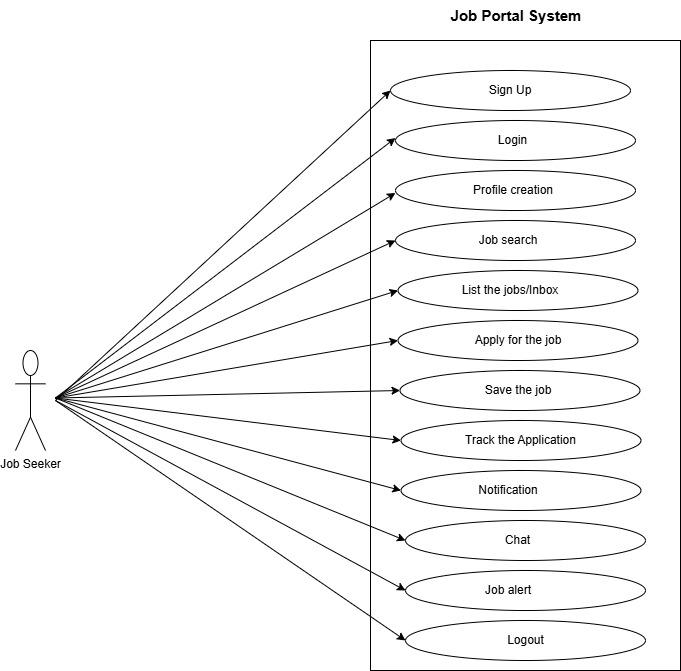 Job Portal System
Sign Up
Login
Profile creation
Job search
List the jobs/Inbox
Apply for the job
Save the job
Track the Application
Job Seeker
Notification
Chat
Job alert
Logout